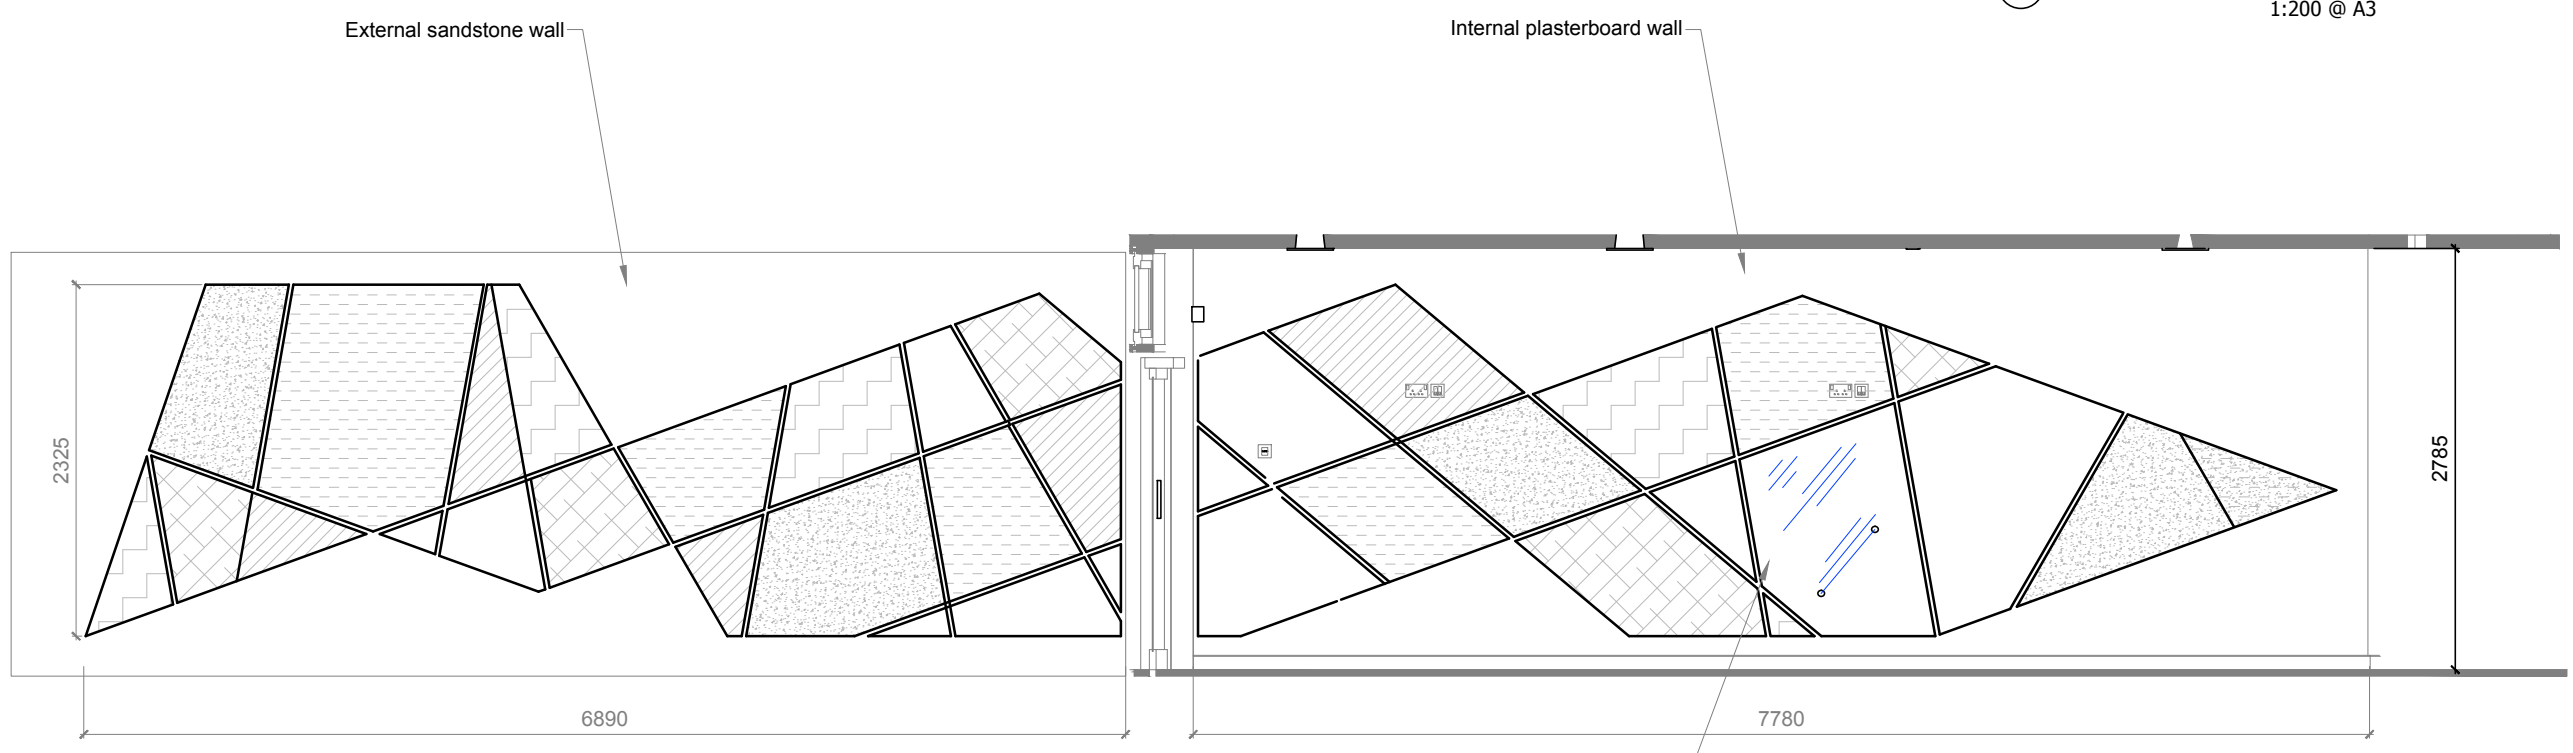 1:200 @ A3
External sandstone wall
Internal plasterboard wall
2325
2785
6890
7780